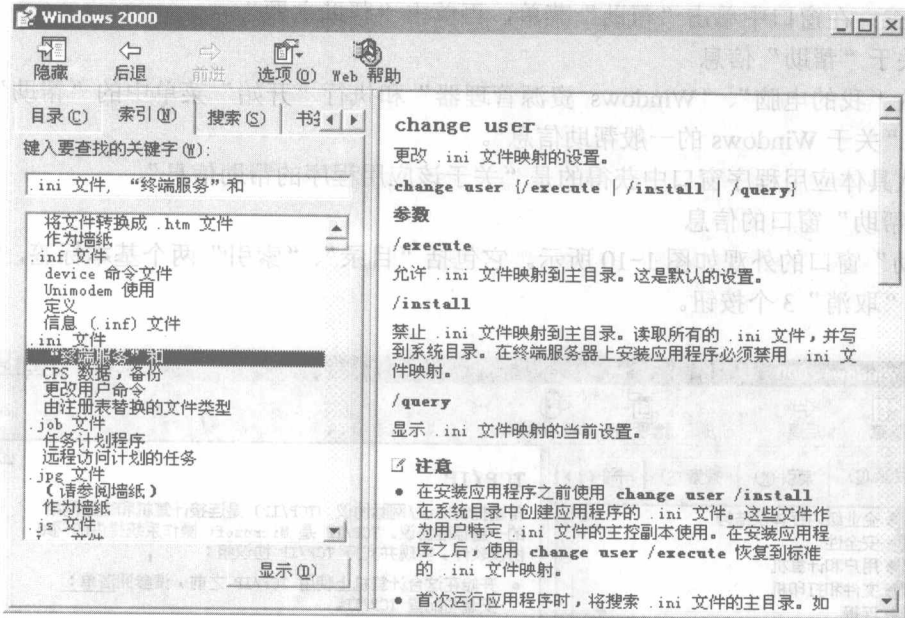 Windows 2000
隐藏 后退 前进 选项(O) Web 帮助
目录(C) 索引(N) 搜索(S)
键入要查找的关键字(W):
.ini 文件, “终端服务”和
将文件转换成 .htm 文件
作为墙纸
.inf 文件
device 命令文件
Unimodem 使用
定义
信息 (.inf) 文件
.ini 文件
“终端服务”和
CPS 数据,备份
更改用户命令
由注册表替换的文件类型
.job 文件
任务计划程序
远程访问计划的任务
.jpg 文件
(请参阅墙纸)
作为墙纸
.js 文件
显示(D)
change user
更改 .ini 文件映射的设置。
change user {/execute | /install | /query}
参数
/execute
允许 .ini 文件映射到主目录。这是默认的设置。
/install
禁止 .ini 文件映射到主目录。读取所有的 .ini 文件,并写
到系统目录。在终端服务器上安装应用程序必须禁用 .ini 文
件映射。
/query
显示 .ini 文件映射的当前设置。
注意
• 在安装应用程序之前使用 change user /install
在系统目录中创建应用程序的 .ini 文件。这些文件作
为用户特定 .ini 文件的主控副本使用。在安装应用程
序之后,使用 change user /execute 恢复到标准
的 .ini 文件映射。
• 首次运行应用程序时,将搜索 .ini 文件的主目录。如